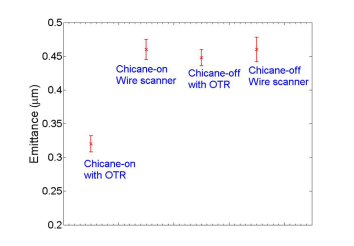 0.5
0.45
0.4
0.35
0.3
0.25
0.2
Emittance (μm)
Chicane-on
Wire scanner
Chicane-off
with OTR
Chicane-off
Wire scanner
Chicane-on
with OTR